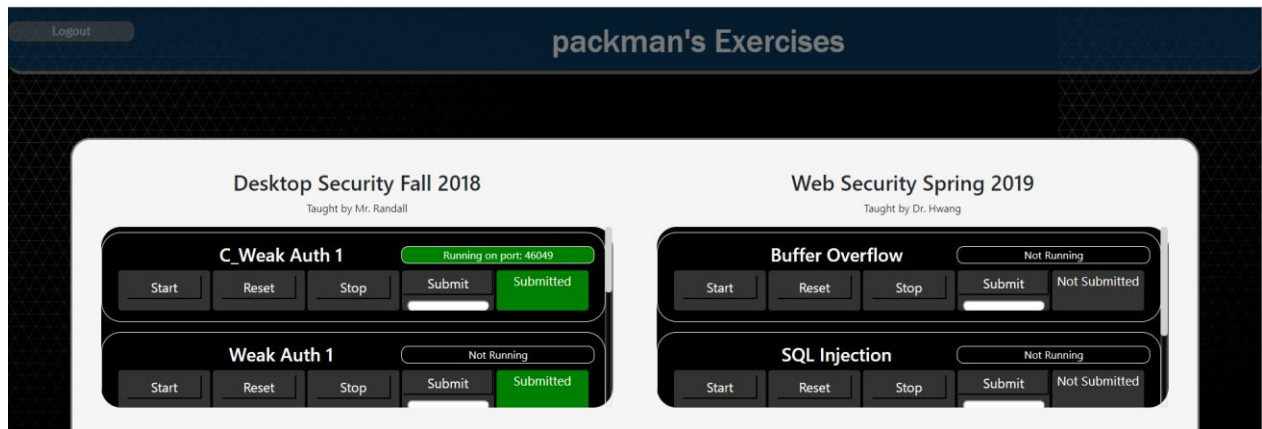 Logout
packman's Exercises
Desktop Security Fall 2018
Taught by Mr. Randall
C_Weak Auth 1
Running on port: 46049
Start
Reset
Stop
Submit
Submitted
Weak Auth 1
Not Running
Start
Reset
Stop
Submit
Submitted
Web Security Spring 2019
Taught by Dr. Hwang
Buffer Overflow
Not Running
Start
Reset
Stop
Submit
Not Submitted
SQL Injection
Not Running
Start
Reset
Stop
Submit
Not Submitted